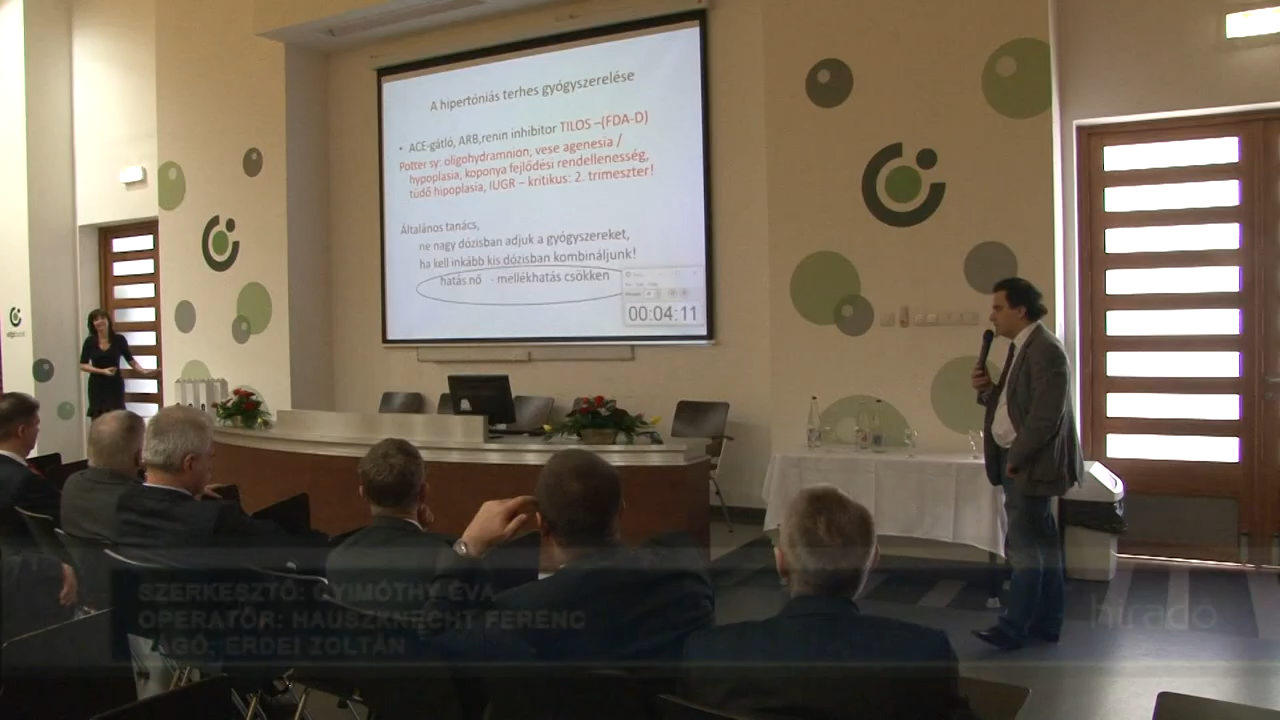 A hipertóniás terhes gyógyszerelése
• ACE-gátló, ARB,renin inhibitor TILOS –(FDA-D)
Potter sy: oligohydramnion, vese agenesia /
hypoplasia, koponya fejlődési rendellenesség,
tüdő hipoplasia, IUGR – kritikus: 2. trimeszter!
Általános tanács,
ne nagy dózisban adjuk a gyógyszereket,
ha kell inkább kis dózisban kombináljunk!
hatás nő - mellékhatás csökken
00:04:11
SZERKESZTŐ: GYIMÓTHY ÉVA
OPERATŐR: HAUSZKNECHT FERENC
VÁGÓ: ERDEI ZOLTÁN
híradó